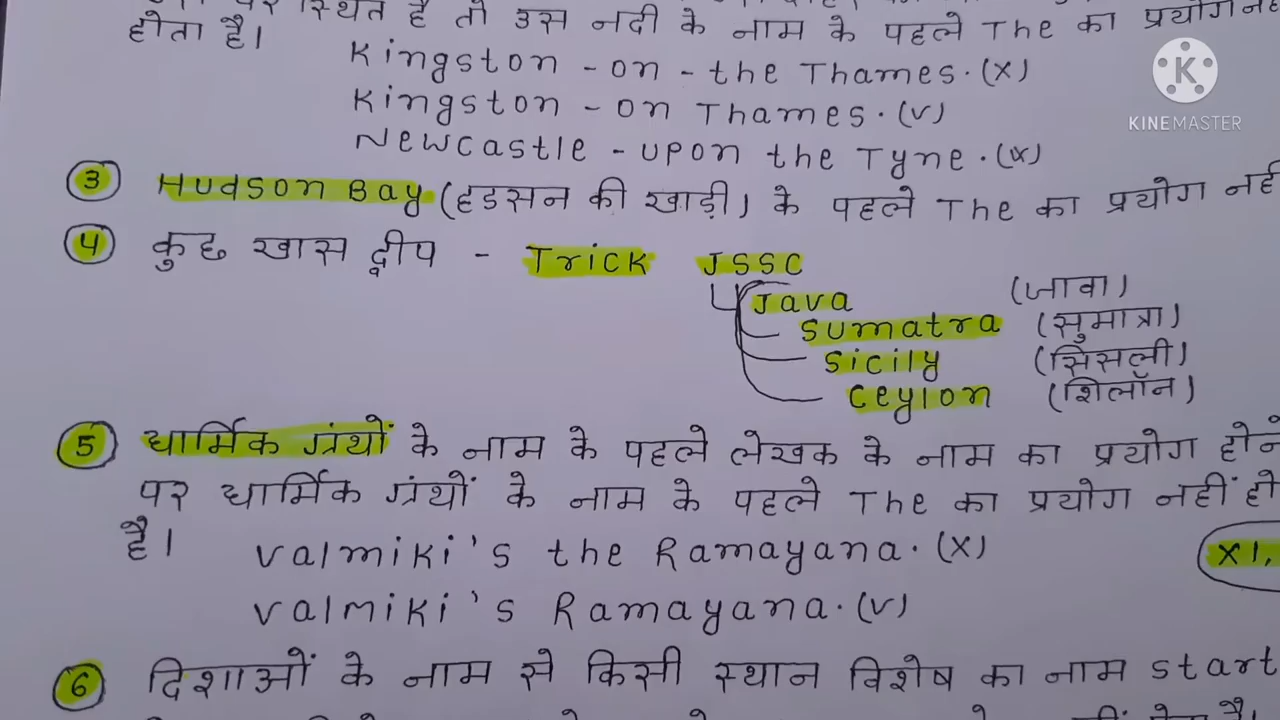 पर स्थित है तो उस नदी के नाम के पहले The का प्रयोग
होता है।
Kingston - on - the Thames. (x)
Kingston - on Thames. (v)
Newcastle - upon the Tyne. (x)
3 Hudson Bay (हडसन की खाड़ी) के पहले The का प्रयोग
4 कुछ खास द्वीप - Trick JSSC
Java (जावा)
Sumatra (सुमात्रा)
Sicily (सिसली)
Ceylon (शिलॉन)
5 धार्मिक ग्रंथों के नाम के पहले लेखक के नाम का प्रयोग होने
पर धार्मिक ग्रंथों के नाम के पहले The का प्रयोग नहीं हो
है।
Valmiki's the Ramayana. (x)
XI,
Valmiki's Ramayana. (v)
6 दिशाओं के नाम से किसी स्थान विशेष का नाम start
KINEMASTER